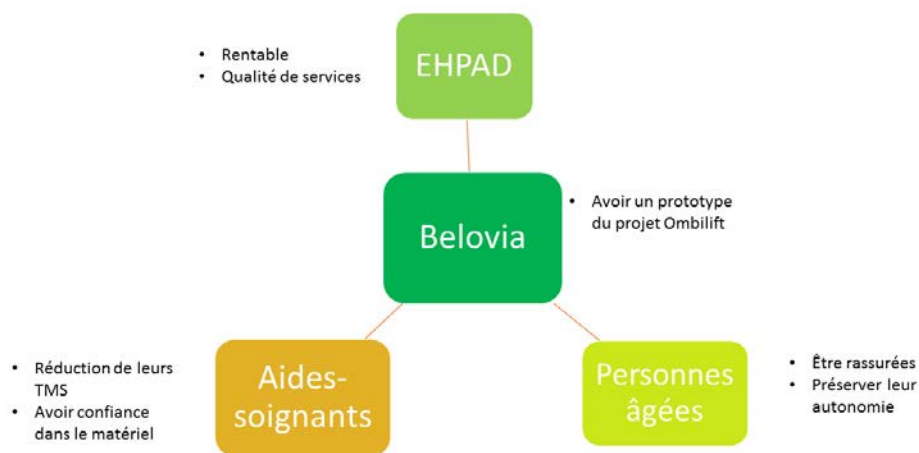 • Rentable
• Qualité de services
EHPAD
Belovia
• Avoir un prototype
du projet Ombilift
• Réduction de leurs
TMS
• Avoir confiance
dans le matériel
Aides-
soignants
Personnes
âgées
• Être rassurées
• Préserver leur
autonomie